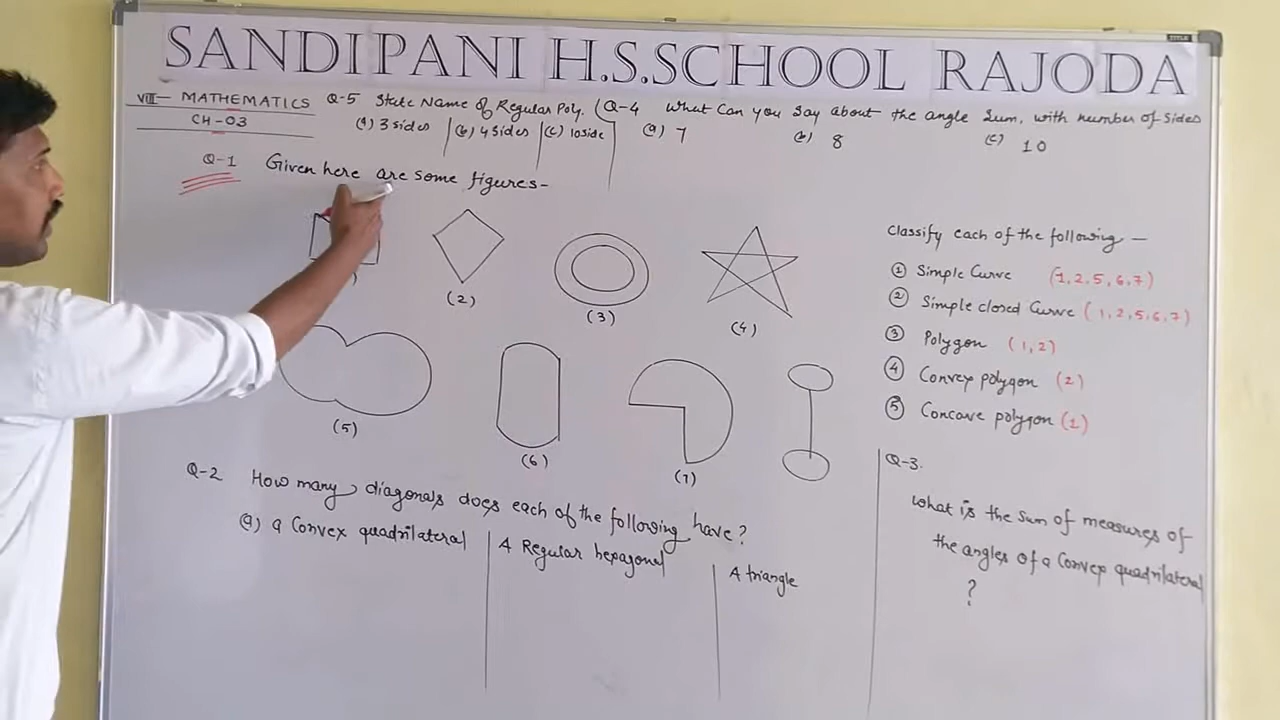 SANDIPANI H.S.SCHOOL RAJODA
VIII - MATHEMATICS
CH-03
Q-5 State Name of Regular Poly.
(a) 3 sides (b) 4 sides (c) 10 side
Q-4 What Can you Say about the angle Sum, with number of Sides
(a) 7 (b) 8 (c) 10
Q-1 Given here are some figures-
(2)
(3)
(4)
(5)
(6)
(7)
Classify each of the following —
① Simple Curve (1,2,5,6,7)
② Simple closed Curve (1,2,5,6,7)
③ Polygon (1,2)
④ Convex polygon (2)
⑤ Concave polygon (1)
Q-2 How many diagonals does each of the following have?
(a) a Convex quadrilateral
A Regular hexagonal
A triangle
Q-3.
What is the sum of measures of
the angles of a Convex quadrilateral
?